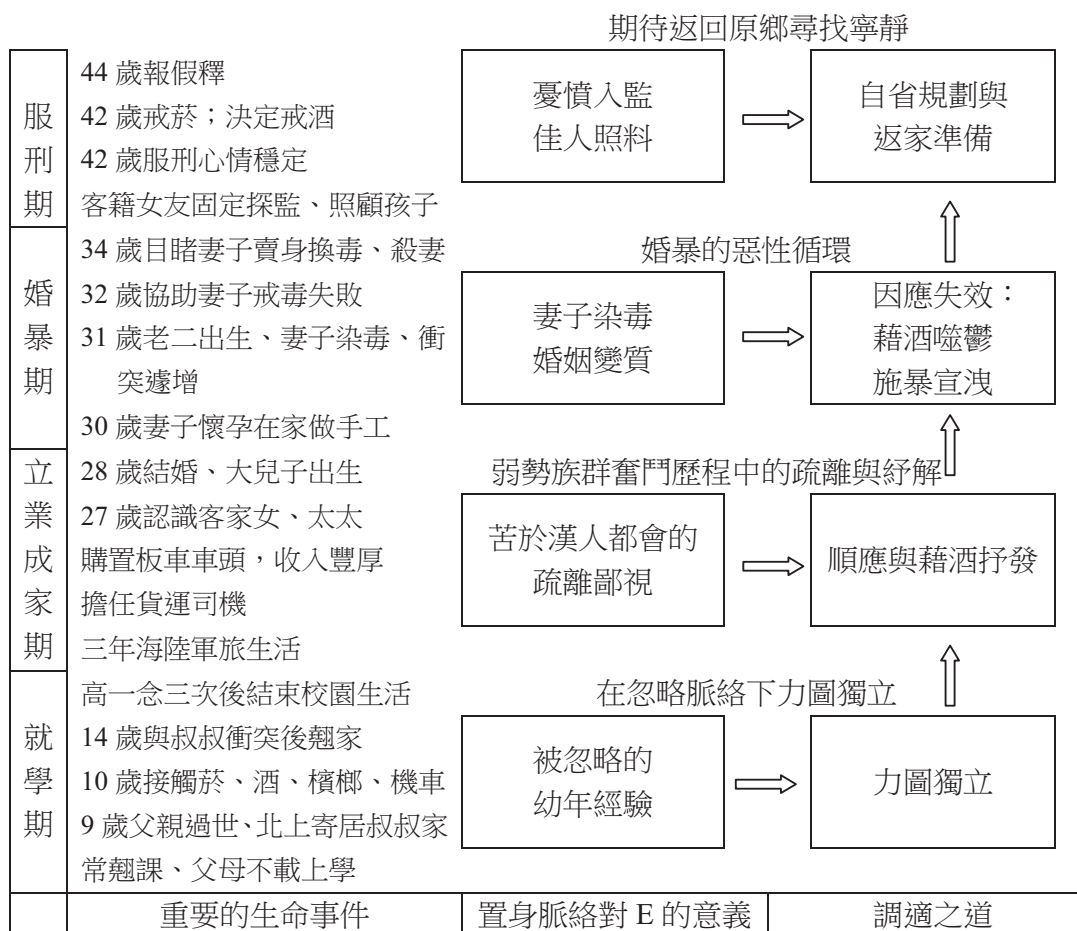 期待返回原鄉尋找寧靜
服刑期
44 歲報假釋
42 歲戒菸；決定戒酒
42 歲服刑心情穩定
客籍女友固定探監、照顧孩子
憂憤入監
佳人照料
自省規劃與
返家準備
婚暴期
34 歲目睹妻子賣身換毒、殺妻
32 歲協助妻子戒毒失敗
31 歲老二出生、妻子染毒、衝
突遽增
30 歲妻子懷孕在家做手工
婚暴的惡性循環
妻子染毒
婚姻變質
因應失效：
藉酒噬鬱
施暴宣洩
立業成家期
28 歲結婚、大兒子出生
27 歲認識客家女、太太
購置板車車頭，收入豐厚
擔任貨運司機
三年海陸軍旅生活
弱勢族群奮鬥歷程中的疏離與紓解
苦於漢人都會的
疏離鄙視
順應與藉酒抒發
就學期
高一念三次後結束校園生活
14 歲與叔叔衝突後翹家
10 歲接觸菸、酒、檳榔、機車
9 歲父親過世、北上寄居叔叔家
常翹課、父母不載上學
在忽略脈絡下力圖獨立
被忽略的
幼年經驗
力圖獨立
重要的生命事件
置身脈絡對 E 的意義
調適之道